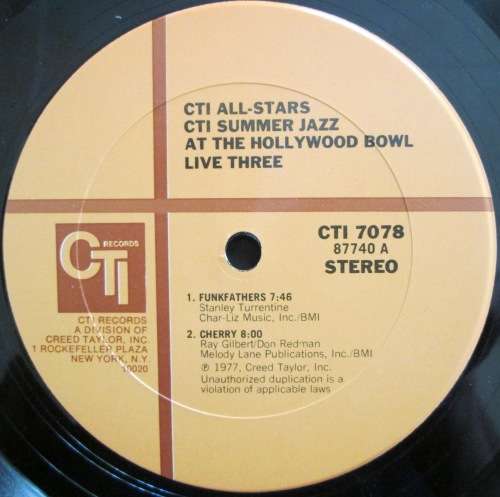 CTI ALL-STARS
CTI SUMMER JAZZ
AT THE HOLLYWOOD BOWL
LIVE THREE
CTI 7078
87740 A
STEREO
CTI
RECORDS
CTI RECORDS
A DIVISION OF
CREED TAYLOR, INC
1 ROCKEFELLER PLAZA
NEW YORK, N.Y.
10020
1. FUNKFATHERS 7:46
Stanley Turrentine
Char-Liz Music, Inc./BMI
2. CHERRY 8:00
Ray Gilbert/Don Redman
Melody Lane Publications, Inc./BMI
℗ 1977, Creed Taylor, Inc.
Unauthorized duplication is a
violation of applicable laws